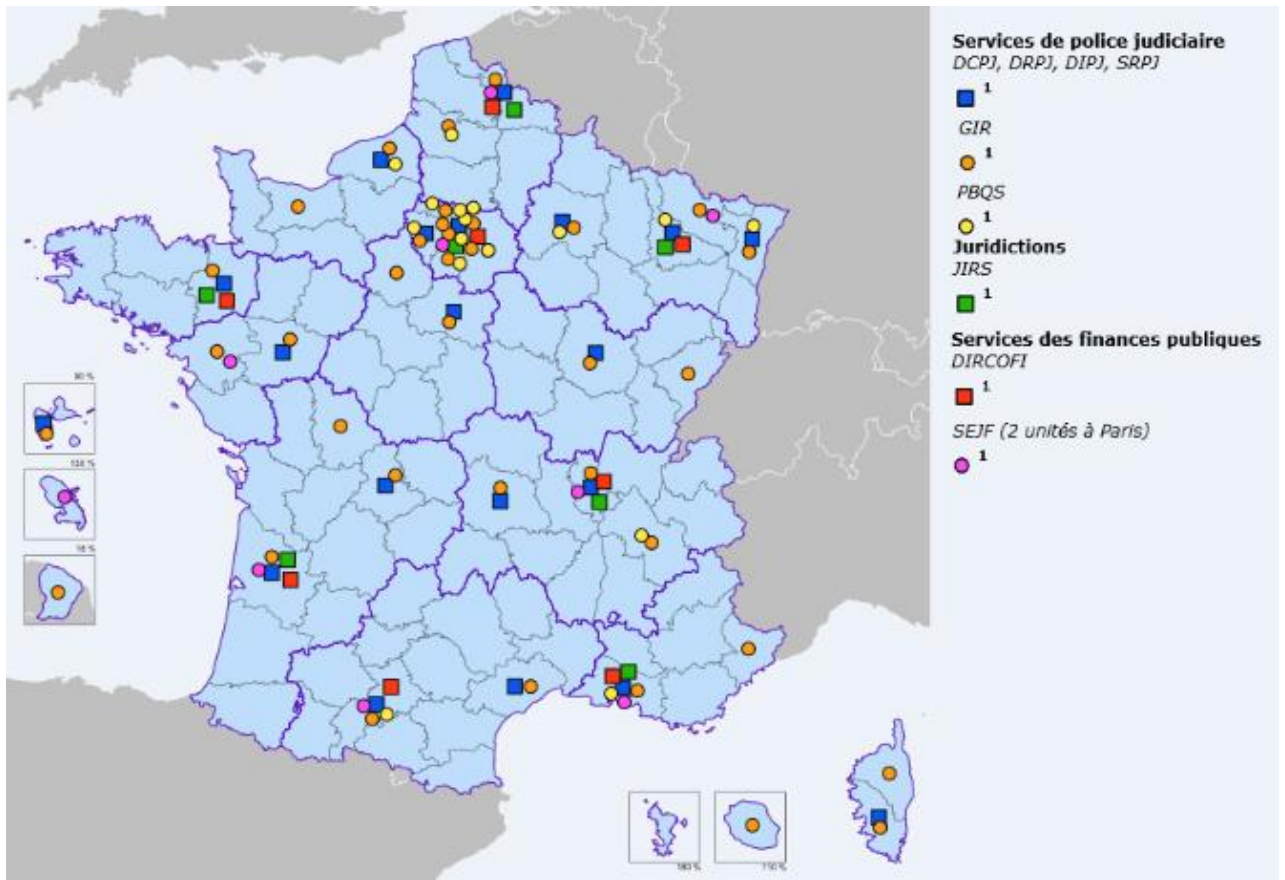 Services de police judiciaire
DCPJ, DRPJ, DIPJ, SRPJ
1
GIR
1
PBQS
1
Juridictions
JIRS
1
Services des finances publiques
DIRCOFI
1
SEJF (2 unités à Paris)
1